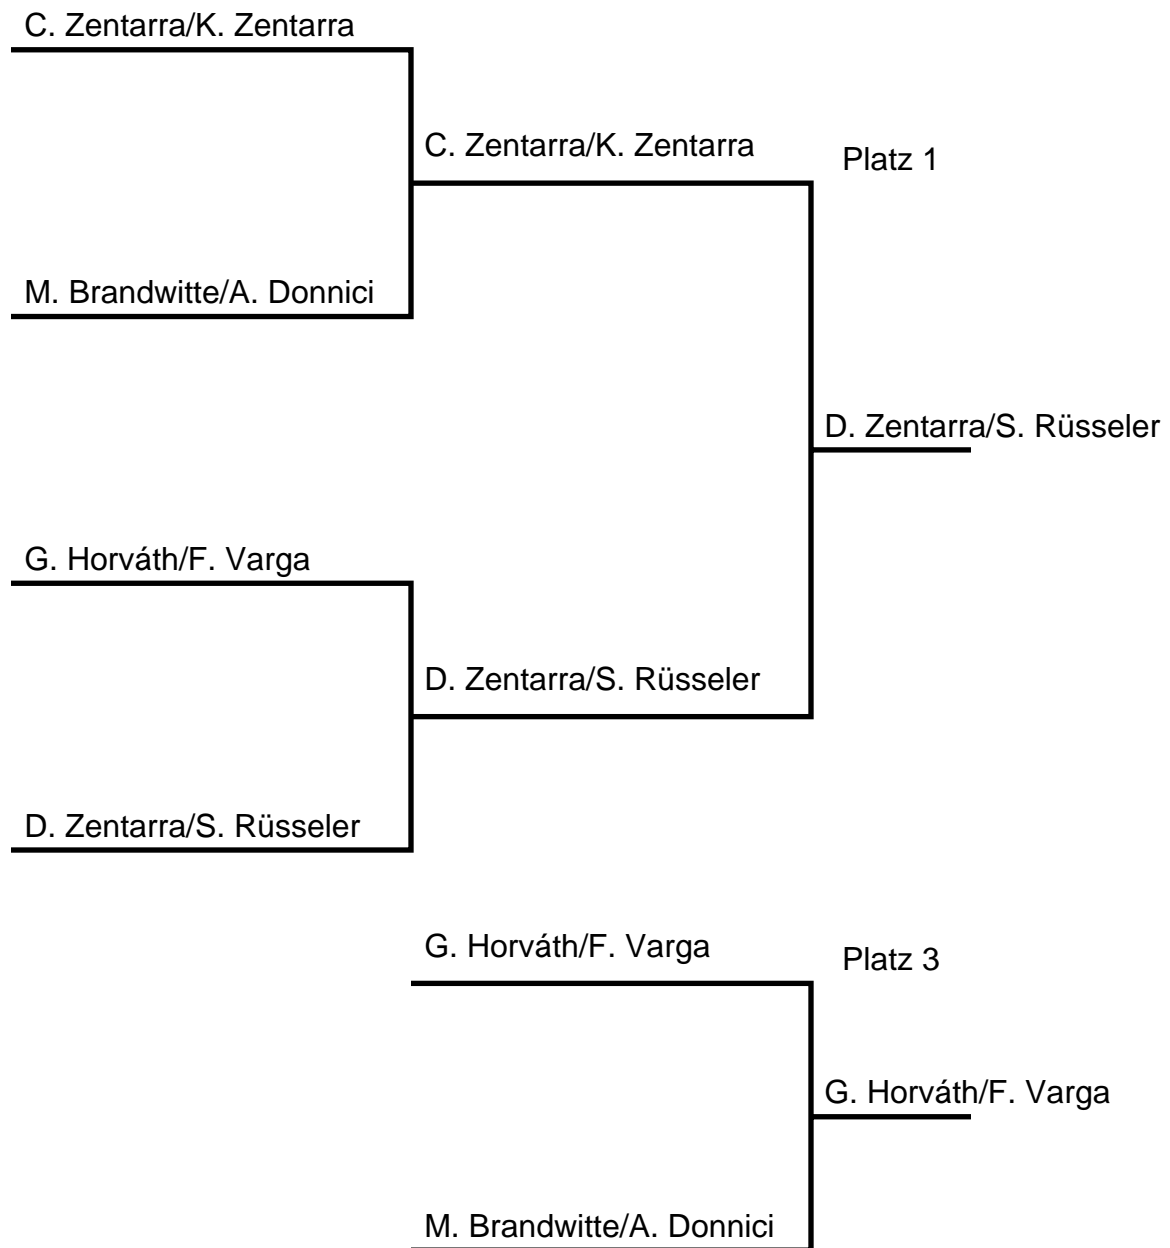 C. Zentarra/K. Zentarra
C. Zentarra/K. Zentarra
Platz 1
M. Brandwitte/A. Donnici
D. Zentarra/S. Rüsseler
G. Horváth/F. Varga
D. Zentarra/S. Rüsseler
D. Zentarra/S. Rüsseler
G. Horváth/F. Varga
Platz 3
G. Horváth/F. Varga
M. Brandwitte/A. Donnici